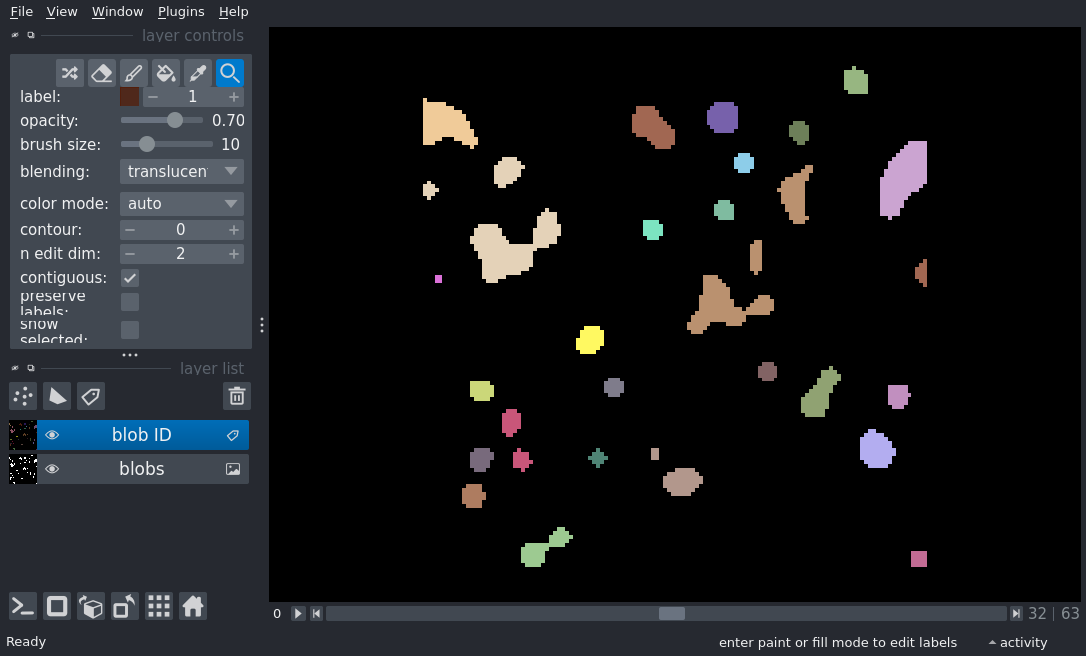 File View Window Plugins Help
layer controls
label: 1
opacity: 0.70
brush size: 10
blending: translucen
color mode: auto
contour: 0
n edit dim: 2
contiguous:
preserve
labels:
show
selected:
layer list
blob ID
blobs
0 32 63
Ready enter paint or fill mode to edit labels activity